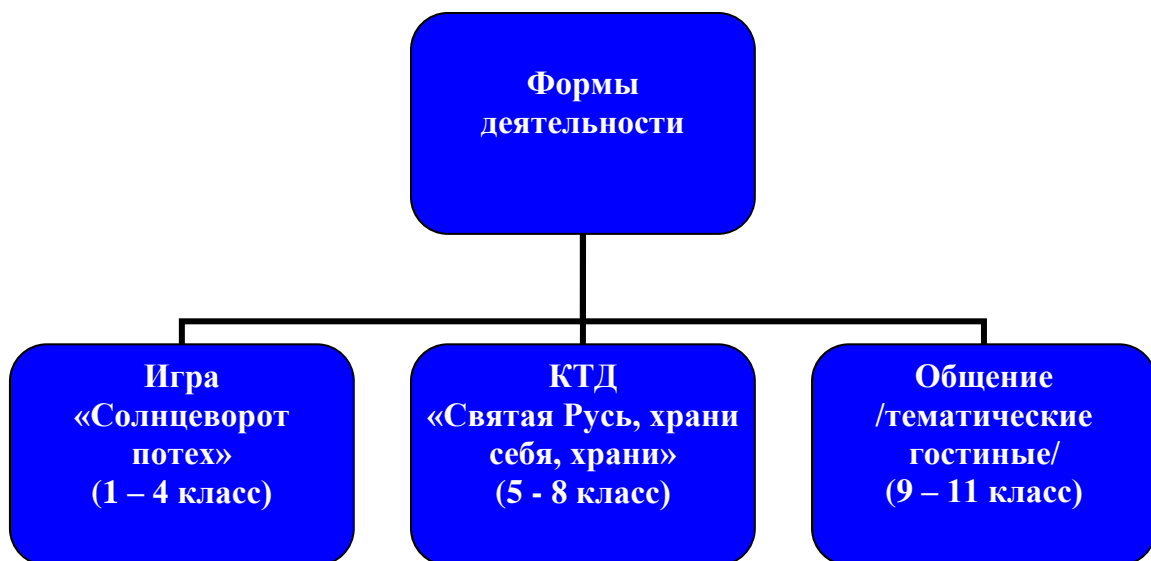 Формы
деятельности
Игра
«Солнцеворот
потех»
(1 – 4 класс)
КТД
«Святая Русь, храни
себя, храни»
(5 - 8 класс)
Общение
/тематические
гостиные/
(9 – 11 класс)